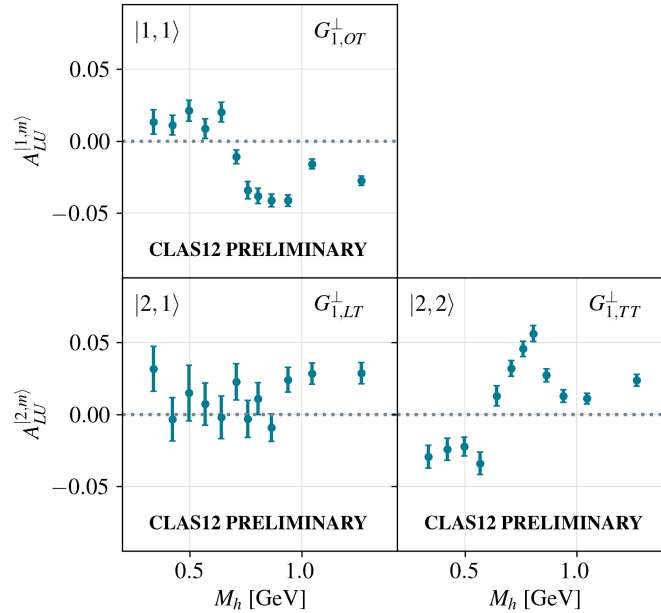 |1, 1⟩ G⊥1,OT
0.05
0.00
−0.05
A|1,m⟩LU
CLAS12 PRELIMINARY
|2, 1⟩ G⊥1,LT
|2, 2⟩ G⊥1,TT
0.05
0.00
−0.05
A|2,m⟩LU
CLAS12 PRELIMINARY
CLAS12 PRELIMINARY
0.5 1.0
0.5 1.0
Mh [GeV]
Mh [GeV]